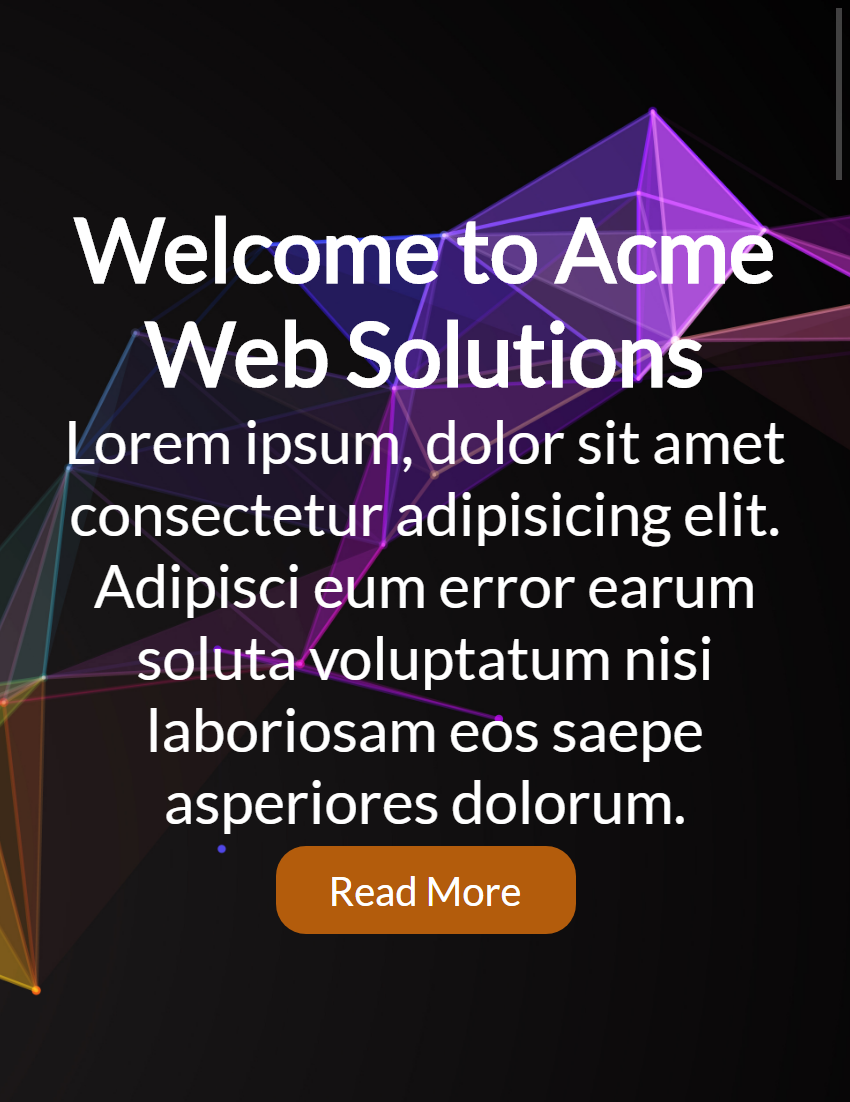 Welcome to Acme
Web Solutions
Lorem ipsum, dolor sit amet
consectetur adipisicing elit.
Adipisci eum error earum
soluta voluptatum nisi
laboriosam eos saepe
asperiores dolorum.
Read More